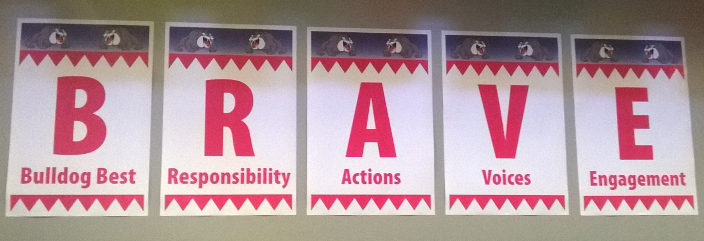 B R A V E
Bulldog Best Responsibility Actions Voices Engagement